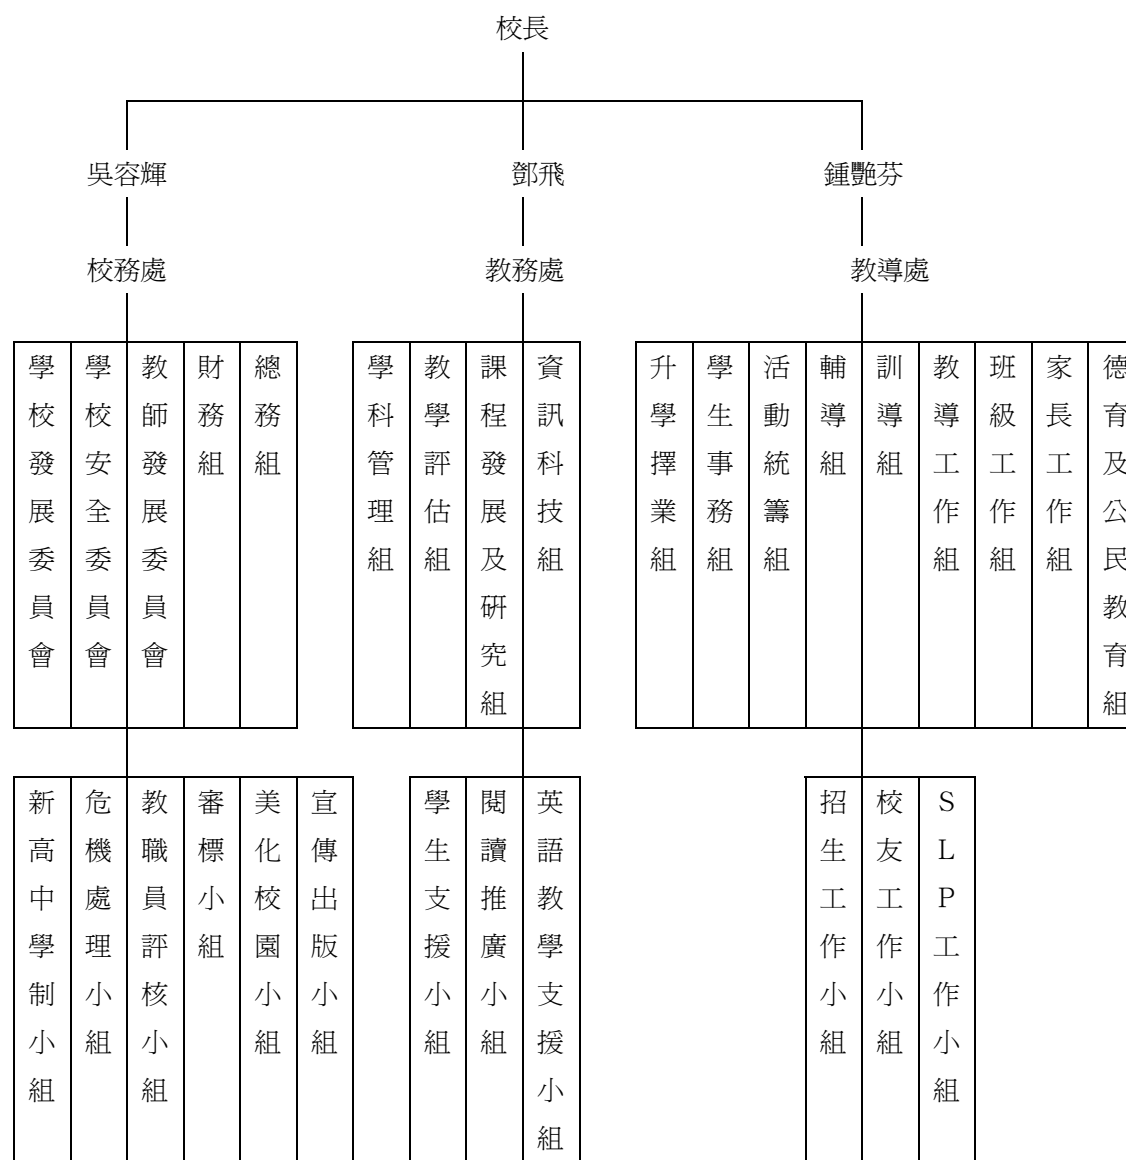 校長
吳容輝
鄧飛
鍾艷芬
校務處
教務處
教導處
學校發展委員會
學校安全委員會
教師發展委員會
財務組
總務組
學科管理組
教學評估組
課程發展及研究組
資訊科技組
升學擇業組
學生事務組
活動統籌組
輔導組
訓導組
教導工作組
班級工作組
家長工作組
德育及公民教育組
新高中學制小組
危機處理小組
教職員評核小組
審標小組
美化校園小組
宣傳出版小組
學生支援小組
閱讀推廣小組
英語教學支援小組
招生工作小組
校友工作小組
SLP工作小組